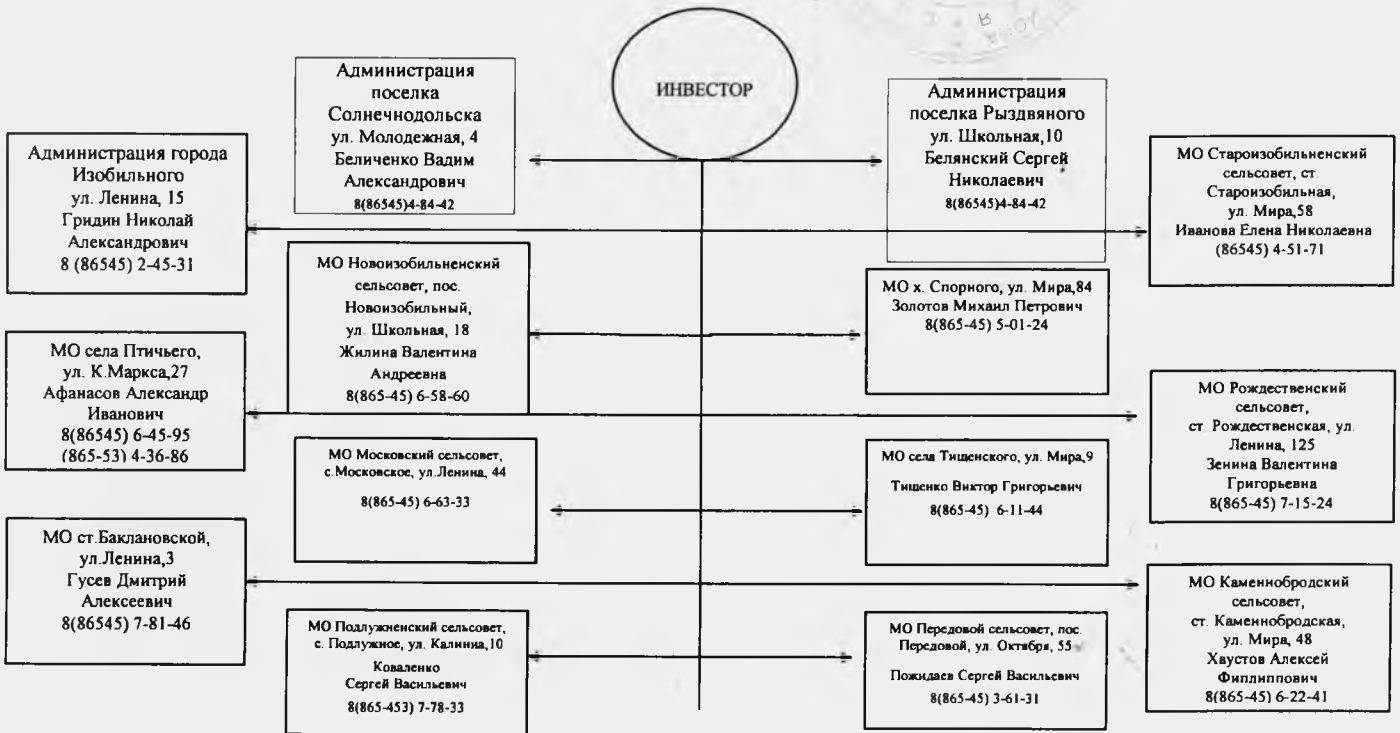 ИНВЕСТОР
Администрация
поселка
Солнечнодольска
ул. Молодежная, 4
Беличенко Вадим
Александрович
8(86545)4-84-42
Администрация
поселка Рыздвяного
ул. Школьная,10
Белянский Сергей
Николаевич
8(86545)4-84-42
Администрация города
Изобильного
ул. Ленина, 15
Гридин Николай
Александрович
8 (86545) 2-45-31
МО Староизобильненский
сельсовет, ст.
Староизобильная,
ул. Мира,58
Иванова Елена Николаевна
(86545) 4-51-71
МО Новоизобильненский
сельсовет, пос.
Новоизобильный,
ул. Школьная, 18
Жилина Валентина
Андреевна
8(865-45) 6-58-60
МО х. Спорного, ул. Мира,84
Золотов Михаил Петрович
8(865-45) 5-01-24
МО села Птичьего,
ул. К.Маркса,27
Афанасов Александр
Иванович
8(86545) 6-45-95
(865-53) 4-36-86
МО Рождественский
сельсовет,
ст. Рождественская, ул.
Ленина, 125
Зенина Валентина
Григорьевна
8(865-45) 7-15-24
МО Московский сельсовет,
с.Московское, ул.Ленина, 44
8(865-45) 6-63-33
МО села Тищенского, ул. Мира,9
Тищенко Виктор Григорьевич
8(865-45) 6-11-44
МО ст.Баклановской,
ул.Ленина,3
Гусев Дмитрий
Алексеевич
8(86545) 7-81-46
МО Каменнобродский
сельсовет,
ст. Каменнобродская,
ул. Мира, 48
Хаустов Алексей
Фиплиппович
8(865-45) 6-22-41
МО Подлужненский сельсовет,
с. Подлужное, ул. Калинна,10
Коваленко
Сергей Васильевич
8(865-453) 7-78-33
МО Передовой сельсовет, пос.
Передовой, ул. Октября, 55
Пожидаев Сергей Васильевич
8(865-45) 3-61-31